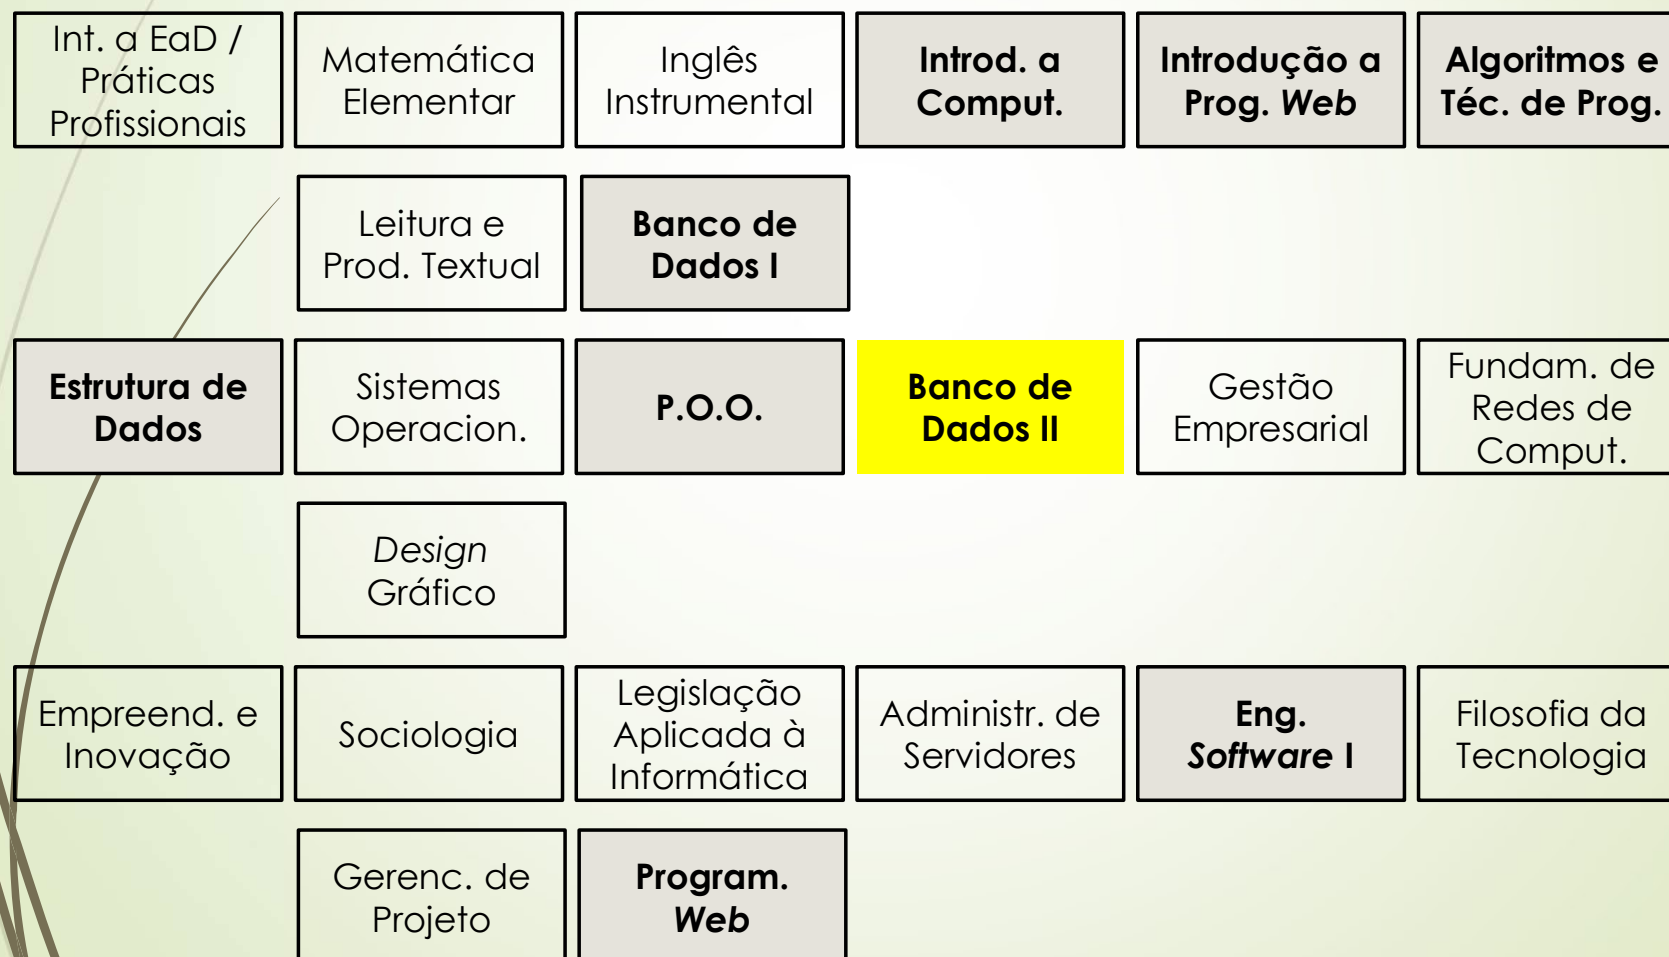 Int. a EaD /
Práticas
Profissionais
Matemática
Elementar
Inglês
Instrumental
Introd. a
Comput.
Introdução a
Prog. Web
Algoritmos e
Téc. de Prog.
Leitura e
Prod. Textual
Banco de
Dados I
Estrutura de
Dados
Sistemas
Operacion.
P.O.O.
Banco de
Dados II
Gestão
Empresarial
Fundam. de
Redes de
Comput.
Design
Gráfico
Empreend. e
Inovação
Sociologia
Legislação
Aplicada à
Informática
Administr. de
Servidores
Eng.
Software I
Filosofia da
Tecnologia
Gerenc. de
Projeto
Program.
Web